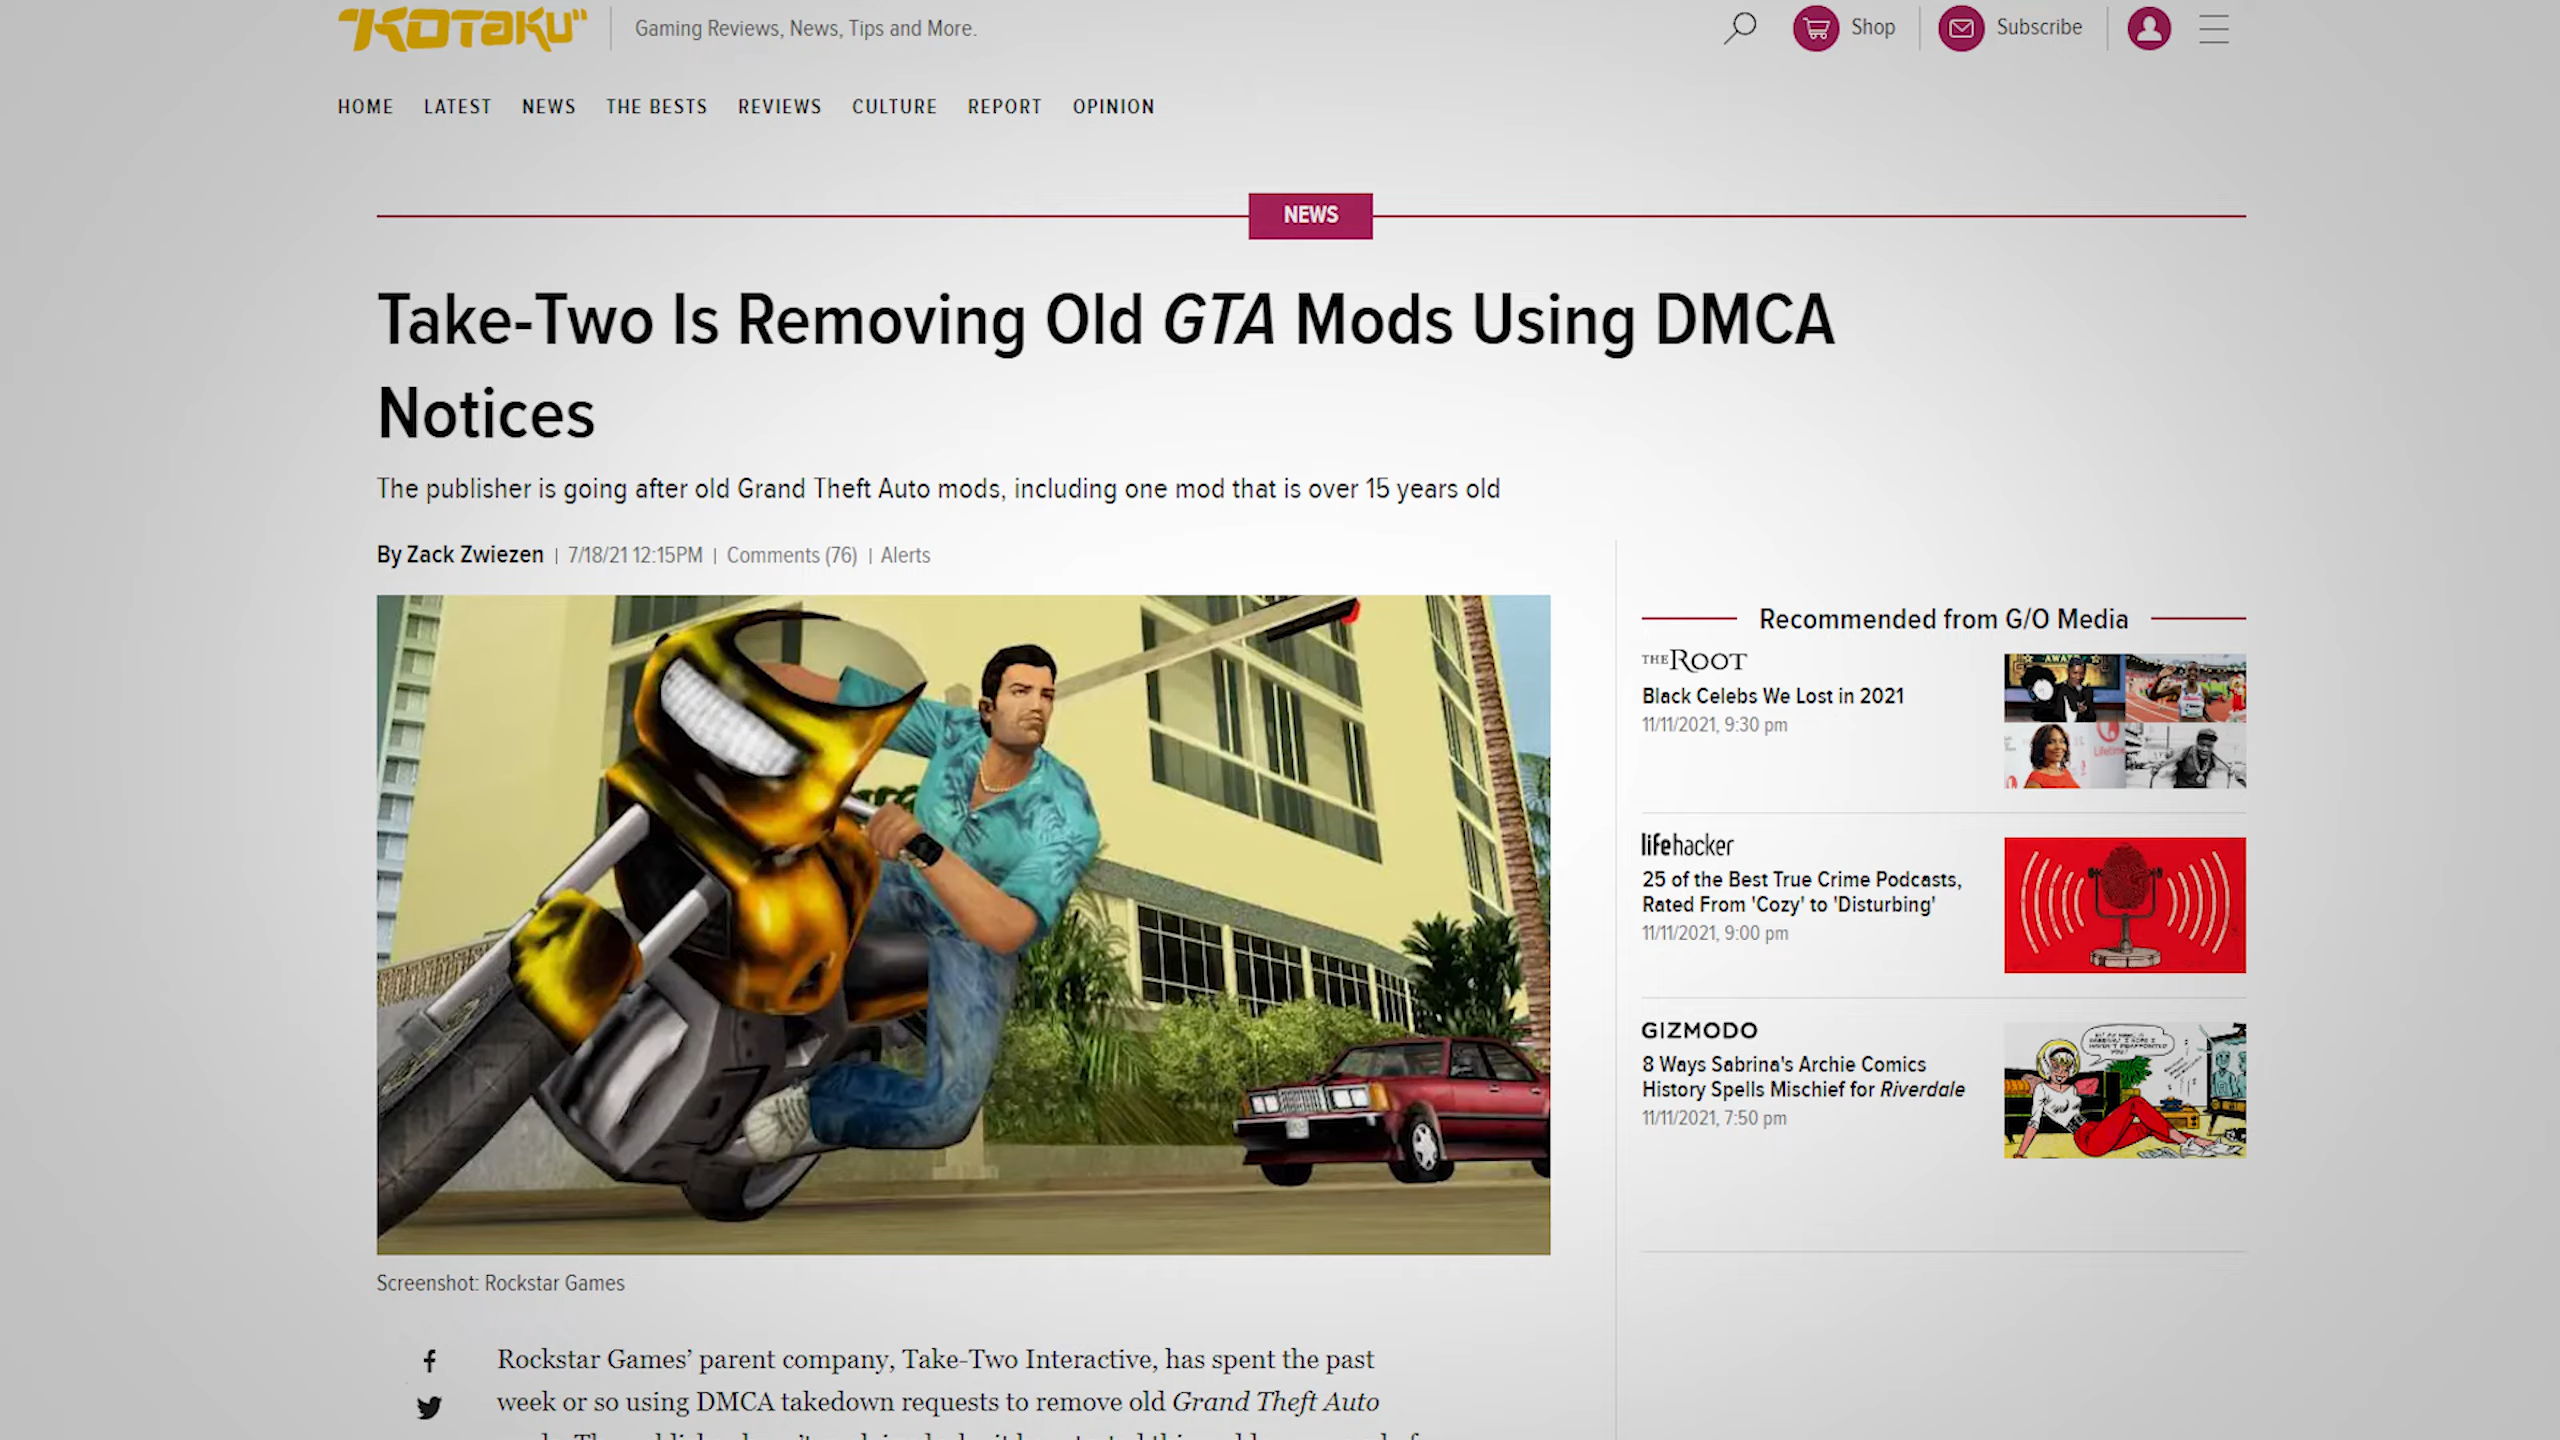 KOTAKU
Gaming Reviews, News, Tips and More.
Shop
Subscribe
HOME LATEST NEWS THE BESTS REVIEWS CULTURE REPORT OPINION
NEWS
Take-Two Is Removing Old GTA Mods Using DMCA
Notices
The publisher is going after old Grand Theft Auto mods, including one mod that is over 15 years old
By Zack Zwiezen | 7/18/21 12:15PM | Comments (76) | Alerts
Screenshot: Rockstar Games
Rockstar Games’ parent company, Take-Two Interactive, has spent the past
week or so using DMCA takedown requests to remove old Grand Theft Auto
Recommended from G/O Media
THE ROOT
Black Celebs We Lost in 2021
11/11/2021, 9:30 pm
lifehacker
25 of the Best True Crime Podcasts,
Rated From 'Cozy' to 'Disturbing'
11/11/2021, 9:00 pm
GIZMODO
8 Ways Sabrina's Archie Comics
History Spells Mischief for Riverdale
11/11/2021, 7:50 pm